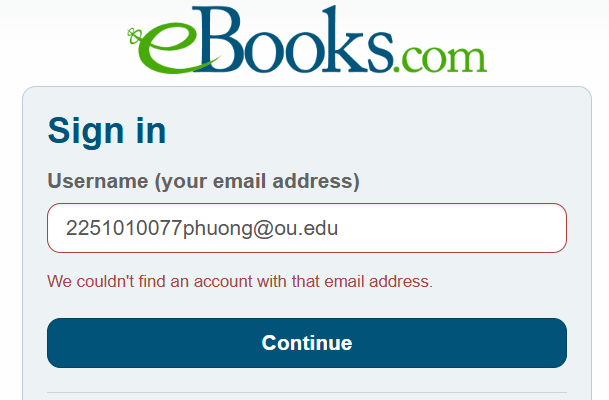 eBooks.com
Sign in
Username (your email address)
2251010077phuong@ou.edu
We couldn't find an account with that email address.
Continue